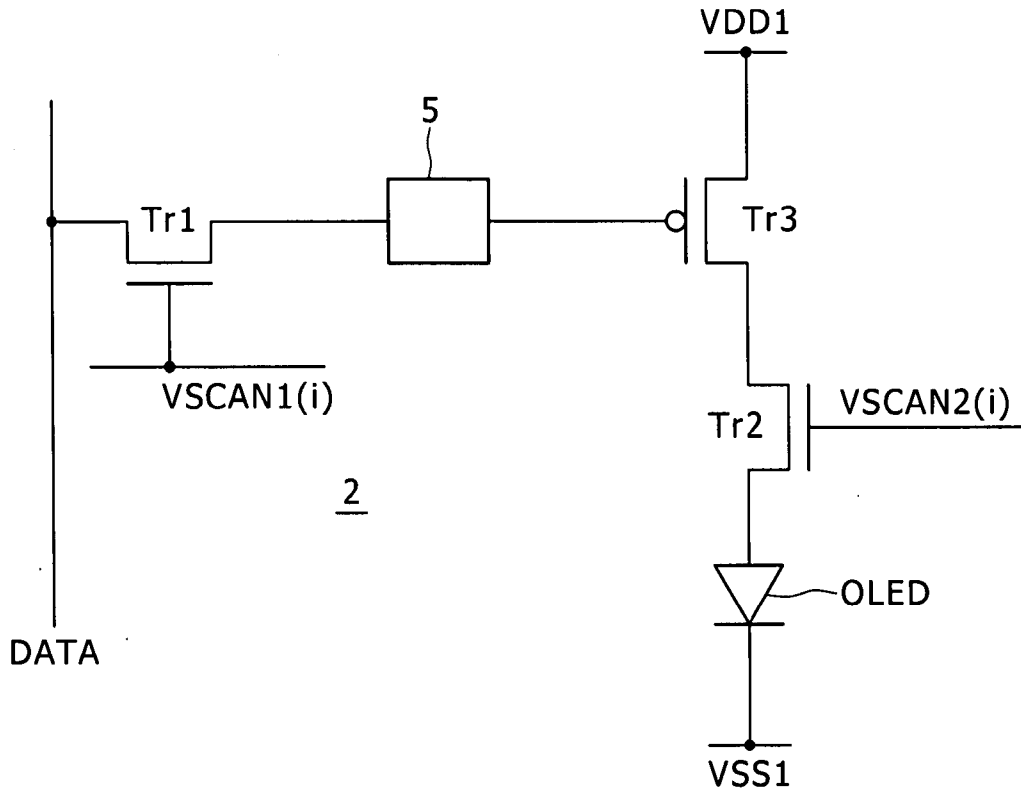 VDD1
5
Tr1
Tr3
VSCAN1(i)
VSCAN2(i)
Tr2
2
OLED
DATA
VSS1